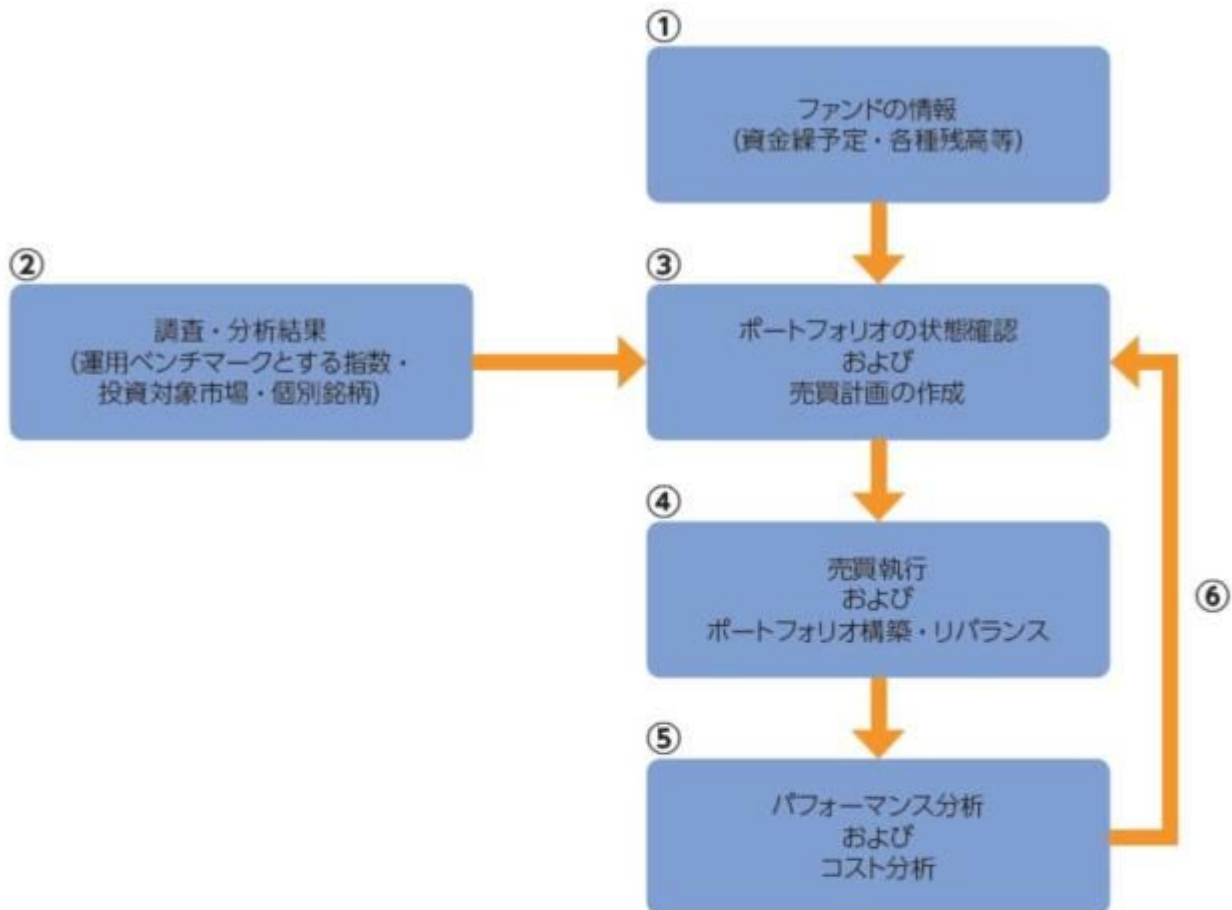 ①
ファンドの情報
(資金繰予定・各種残高等)
②
調査・分析結果
(運用ベンチマークとする指数・
投資対象市場・個別銘柄)
③
ポートフォリオの状態確認
および
売買計画の作成
④
売買執行
および
ポートフォリオ構築・リバランス
⑤
パフォーマンス分析
および
コスト分析
⑥